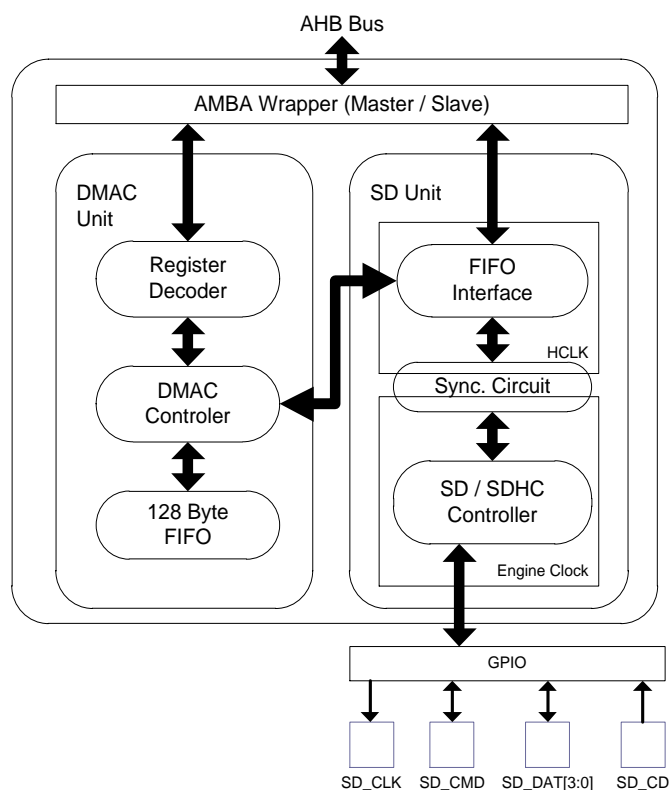 AHB Bus
AMBA Wrapper (Master / Slave)
DMAC
Unit
SD Unit
Register
Decoder
FIFO
Interface
HCLK
DMAC
Controler
Sync. Circuit
128 Byte
FIFO
SD / SDHC
Controller
Engine Clock
GPIO
SD_CLK
SD_CMD
SD_DAT[3:0]
SD_CD